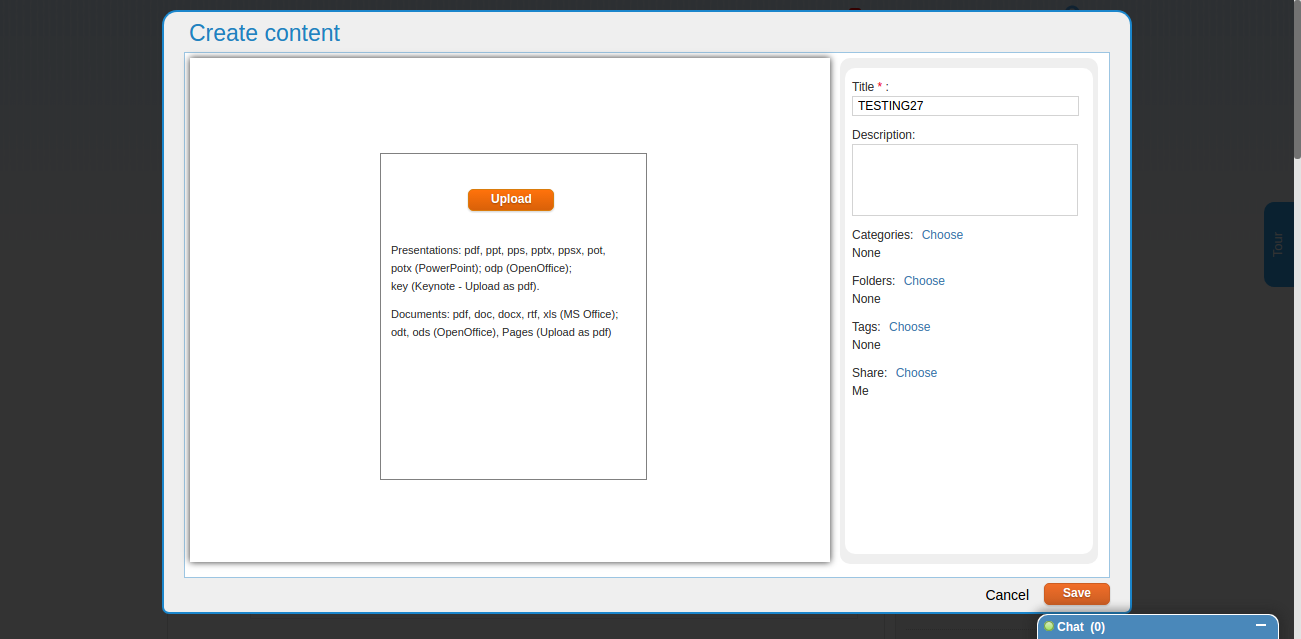 Create content
Upload
Presentations: pdf, ppt, pps, pptx, ppsx, pot,
potx (PowerPoint); odp (OpenOffice);
key (Keynote - Upload as pdf).
Documents: pdf, doc, docx, rtf, xls (MS Office);
odt, ods (OpenOffice), Pages (Upload as pdf)
Title * :
TESTING27
Description:
Categories: Choose
None
Folders: Choose
None
Tags: Choose
None
Share: Choose
Me
Tour
Cancel Save
Chat (0)